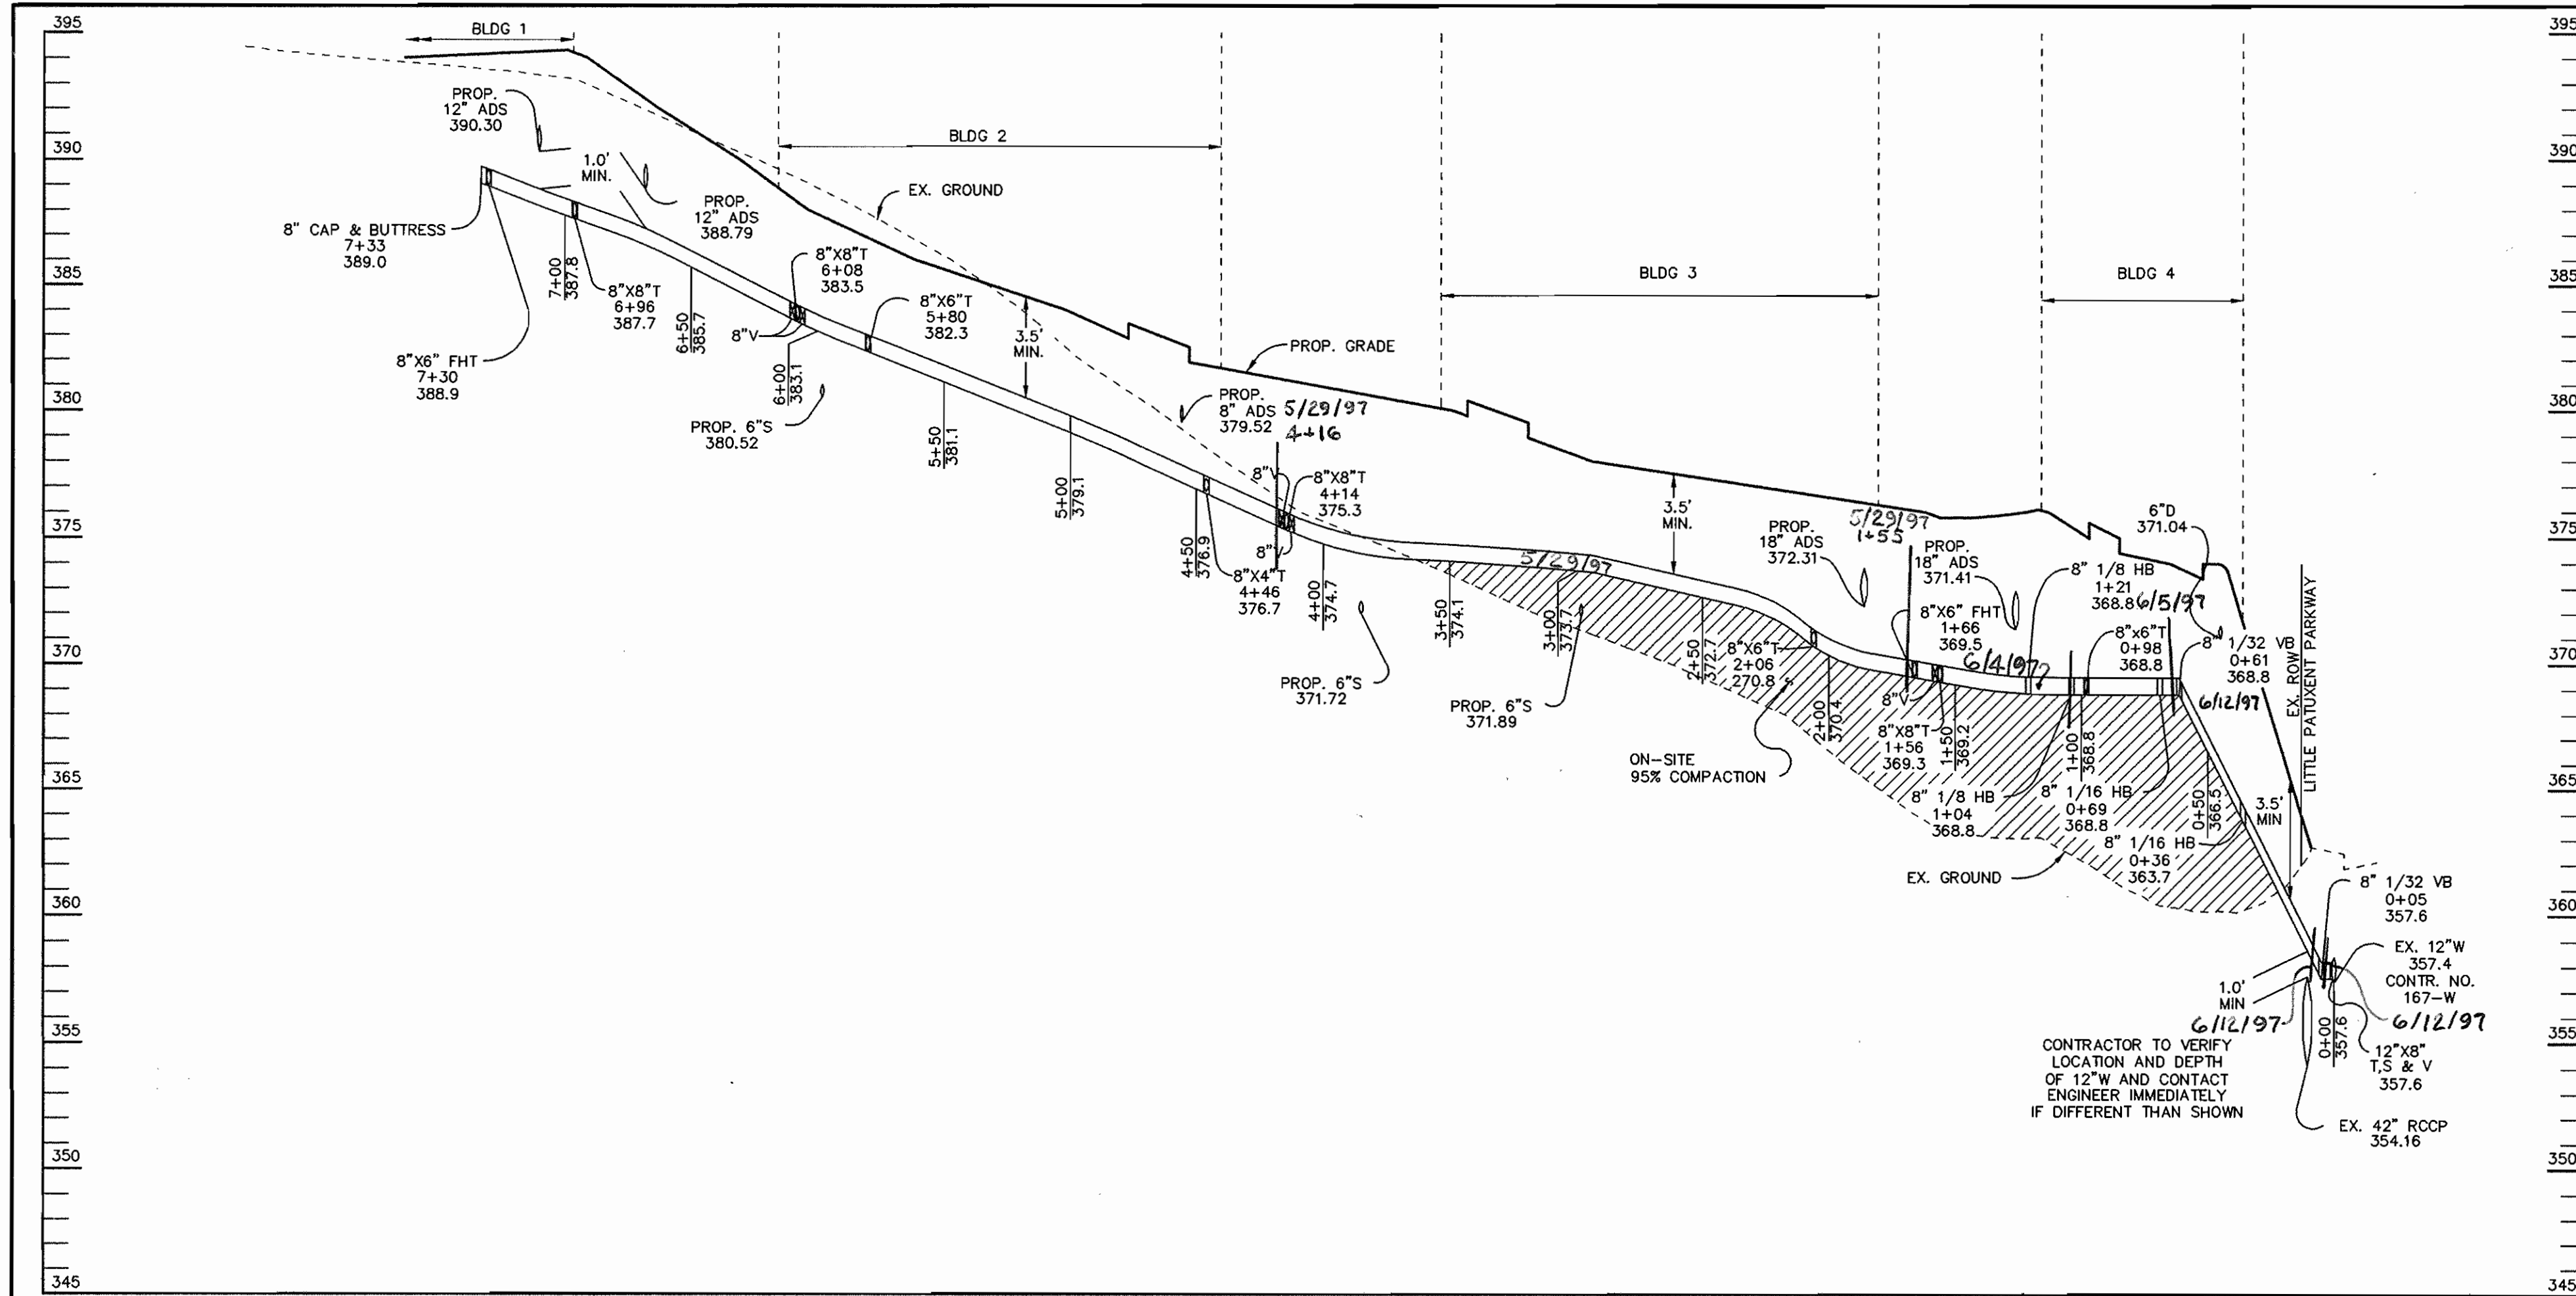 395
395
BLDG 1
PROP.
12" ADS
390.30
390
390
BLDG 2
1.0'
MIN.
EX. GROUND
PROP.
12" ADS
388.79
8" CAP & BUTTRESS
7+33
389.0
385
385
BLDG 3
BLDG 4
7+00
387.8
8"X8"T
6+96
387.7
8"X8"T
6+08
383.5
8"X6"T
5+80
382.3
6+50
385.7
8"V
3.5'
MIN.
PROP. GRADE
8"X6" FHT
7+30
388.9
6+00
383.1
380
380
PROP. 6"S
380.52
PROP.
8" ADS
379.52
5/29/97
4+16
5+50
381.1
5+00
379.1
8"V
8"X8"T
4+14
375.3
8"V
375
375
4+50
376.9
8"X4"T
4+46
376.7
4+00
374.7
3.5'
MIN.
5/29/97
PROP.
18" ADS
372.31
5/29/97
1+55
PROP.
18" ADS
371.41
6"D
371.04
8" 1/8 HB
1+21
368.8
6/5/97
3+50
374.1
3+00
373.7
2+50
372.7
8"X6"T
2+06
270.8
8"X6" FHT
1+66
369.5
6/4/97
8"x6"T
0+98
368.8
8" 1/32 VB
0+61
368.8
6/12/97
EX. ROW
LITTLE PATUXENT PARKWAY
370
370
PROP. 6"S
371.72
PROP. 6"S
371.89
2+00
370.4
8"V
8"X8"T
1+56
369.3
1+50
369.2
1+00
368.8
ON-SITE
95% COMPACTION
365
365
8" 1/8 HB
1+04
368.8
8" 1/16 HB
0+69
368.8
0+50
366.5
3.5'
MIN
8" 1/16 HB
0+36
363.7
EX. GROUND
360
360
8" 1/32 VB
0+05
357.6
EX. 12"W
357.4
CONTR. NO.
167-W
1.0'
MIN
6/12/97
6/12/97
355
355
0+00
357.6
12"X8"
T,S & V
357.6
CONTRACTOR TO VERIFY
LOCATION AND DEPTH
OF 12"W AND CONTACT
ENGINEER IMMEDIATELY
IF DIFFERENT THAN SHOWN
EX. 42" RCCP
354.16
350
350
345
345